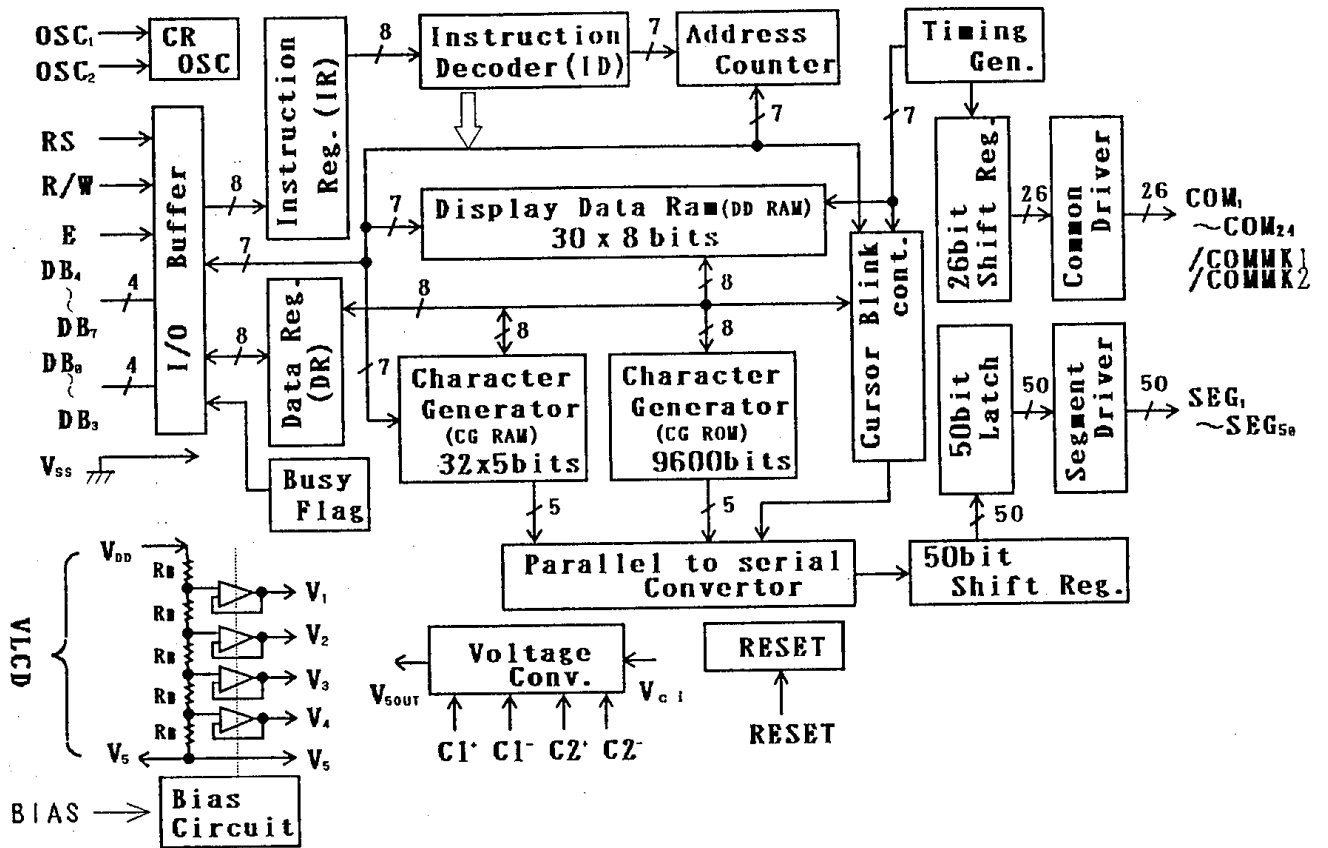 OSC₁
OSC₂
CR
OSC
Instruction
Reg. (IR)
8
Instruction
Decoder(ID)
7
Address
Counter
Timing
Gen.
7
7
RS
R/W
E
DB₄
~
DB₇
4
DB₀
~
DB₃
4
VSS
I/O Buffer
8
7
8
Data Reg.
(DR)
Busy
Flag
7
Display Data Ram(DD RAM)
30 x 8 bits
8
8
8
8
7
Character
Generator
(CG RAM)
32x5bits
Character
Generator
(CG ROM)
9600bits
Cursor Blink
cont.
26bit
Shift Reg.
26
Common
Driver
26
COM₁
~COM₂₄
/COMMK1
/COMMK2
50bit
Latch
50
Segment
Driver
50
SEG₁
~SEG₅₀
5
5
50
Parallel to serial
Convertor
50bit
Shift Reg.
VLCD
VDD
RB
RB
RB
RB
RB
V₁
V₂
V₃
V₄
V₅
V₅
BIAS
Bias
Circuit
Voltage
Conv.
V5OUT
Vci
C1⁺ C1⁻ C2⁺ C2⁻
RESET
RESET